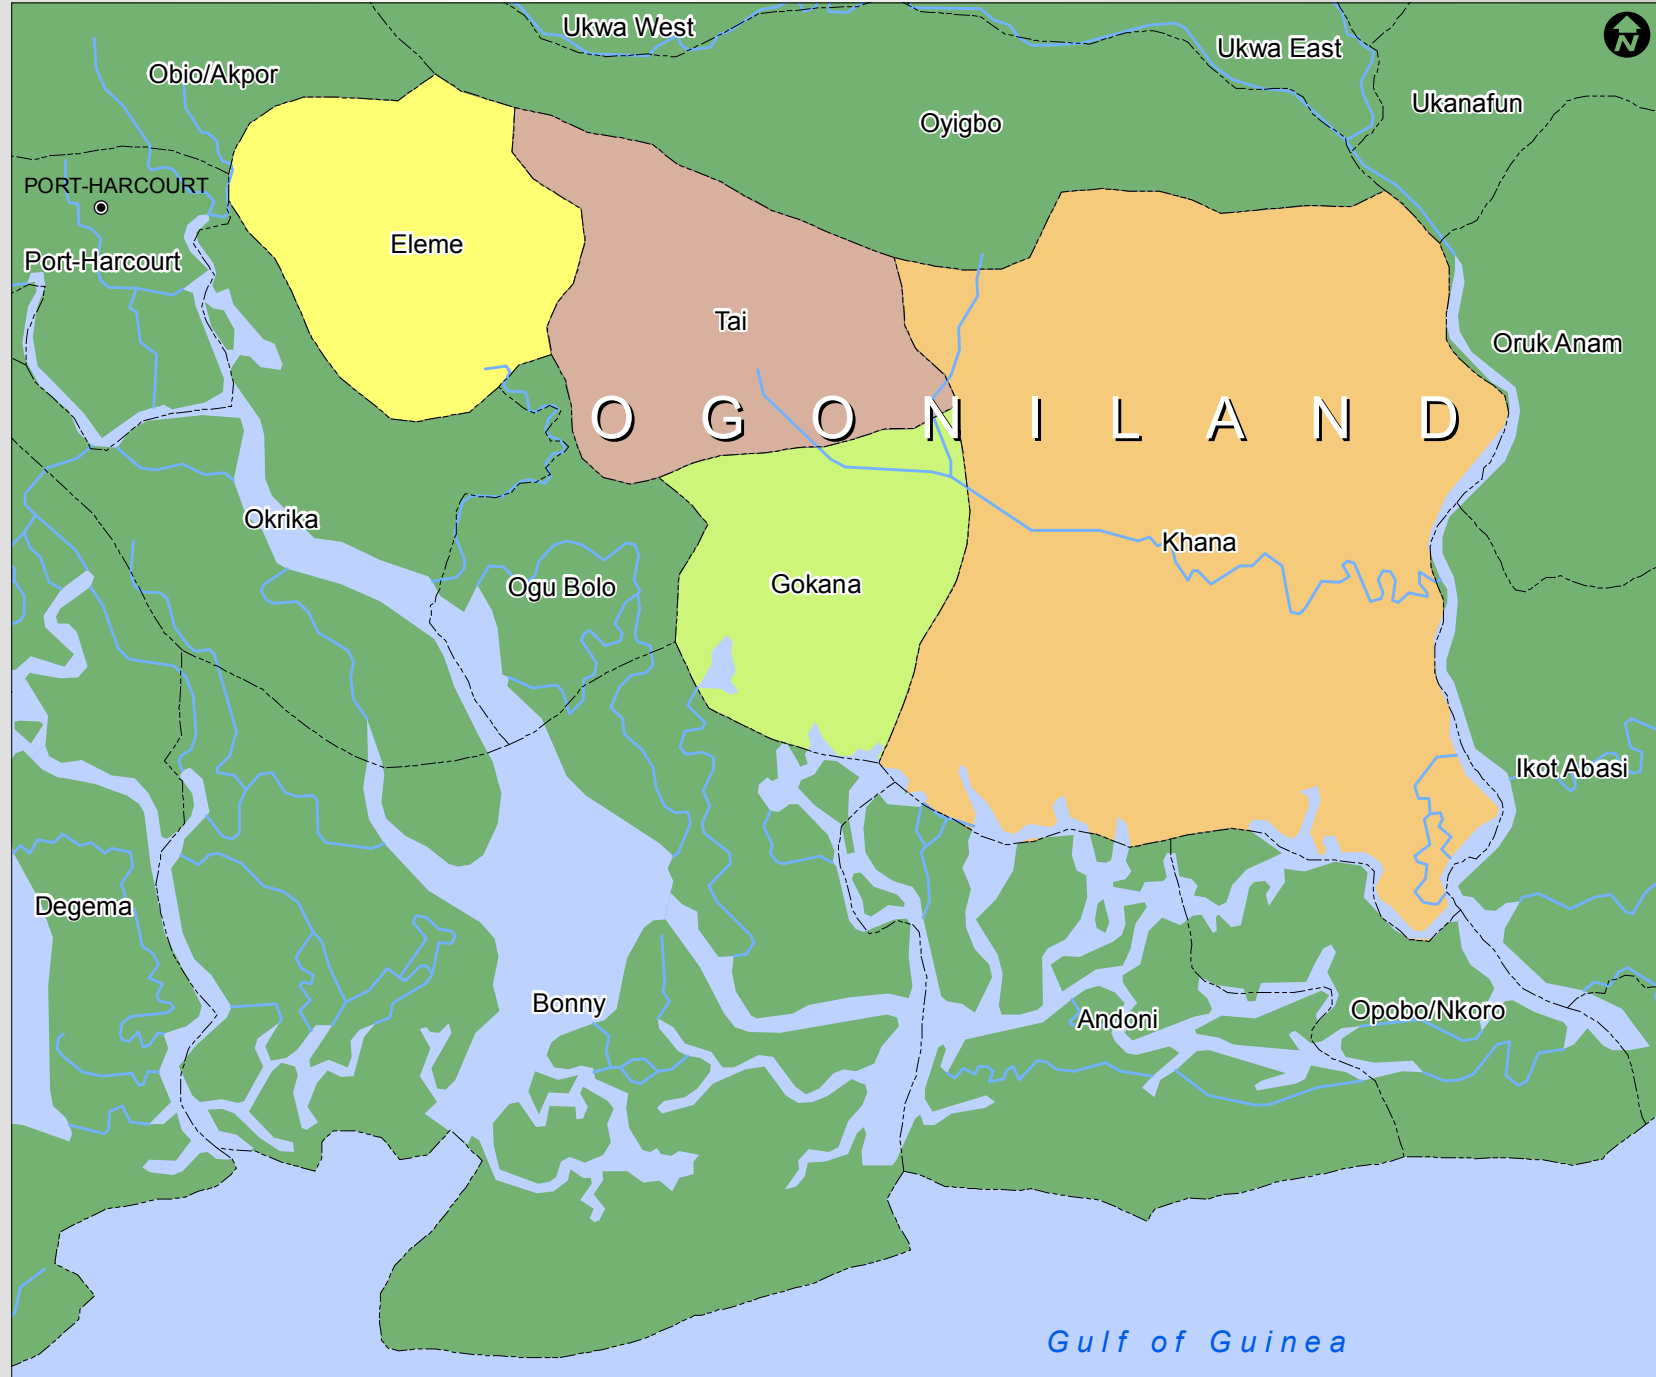 Ukwa West
Ukwa East
N
Obio/Akpor
Ukanafun
Oyigbo
PORT-HARCOURT
Eleme
Port-Harcourt
Tai
Oruk Anam
OGONILAND
Okrika
Khana
Ogu Bolo
Gokana
Ikot Abasi
Degema
Bonny
Andoni
Opobo/Nkoro
Gulf of Guinea